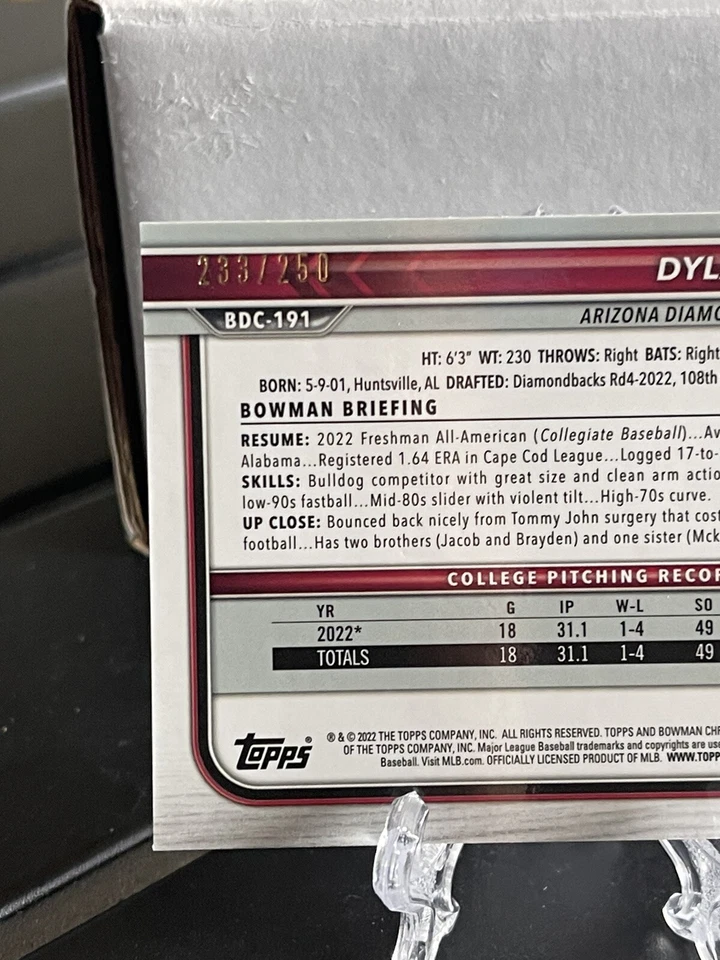 233/250
DYL
BDC-191
ARIZONA DIAMO
HT: 6'3" WT: 230 THROWS: Right BATS: Right
BORN: 5-9-01, Huntsville, AL DRAFTED: Diamondbacks Rd4-2022, 108th
BOWMAN BRIEFING
RESUME: 2022 Freshman All-American (Collegiate Baseball)...Av
Alabama...Registered 1.64 ERA in Cape Cod League...Logged 17-to-
SKILLS: Bulldog competitor with great size and clean arm actio
low-90s fastball...Mid-80s slider with violent tilt...High-70s curve.
UP CLOSE: Bounced back nicely from Tommy John surgery that cost
football...Has two brothers (Jacob and Brayden) and one sister (McK
COLLEGE PITCHING RECOR
YR G IP W-L SO
2022* 18 31.1 1-4 49
TOTALS 18 31.1 1-4 49
Topps®
® & © 2022 THE TOPPS COMPANY, INC. ALL RIGHTS RESERVED. TOPPS AND BOWMAN CHR
OF THE TOPPS COMPANY, INC. Major League Baseball trademarks and copyrights are use
Baseball. Visit MLB.com. OFFICIALLY LICENSED PRODUCT OF MLB. WWW.TOPP